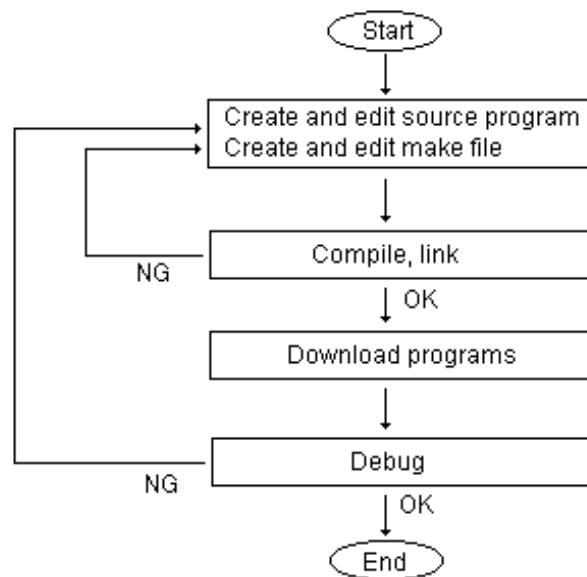 Start
Create and edit source program
Create and edit make file
Compile, link
NG
OK
Download programs
Debug
NG
OK
End